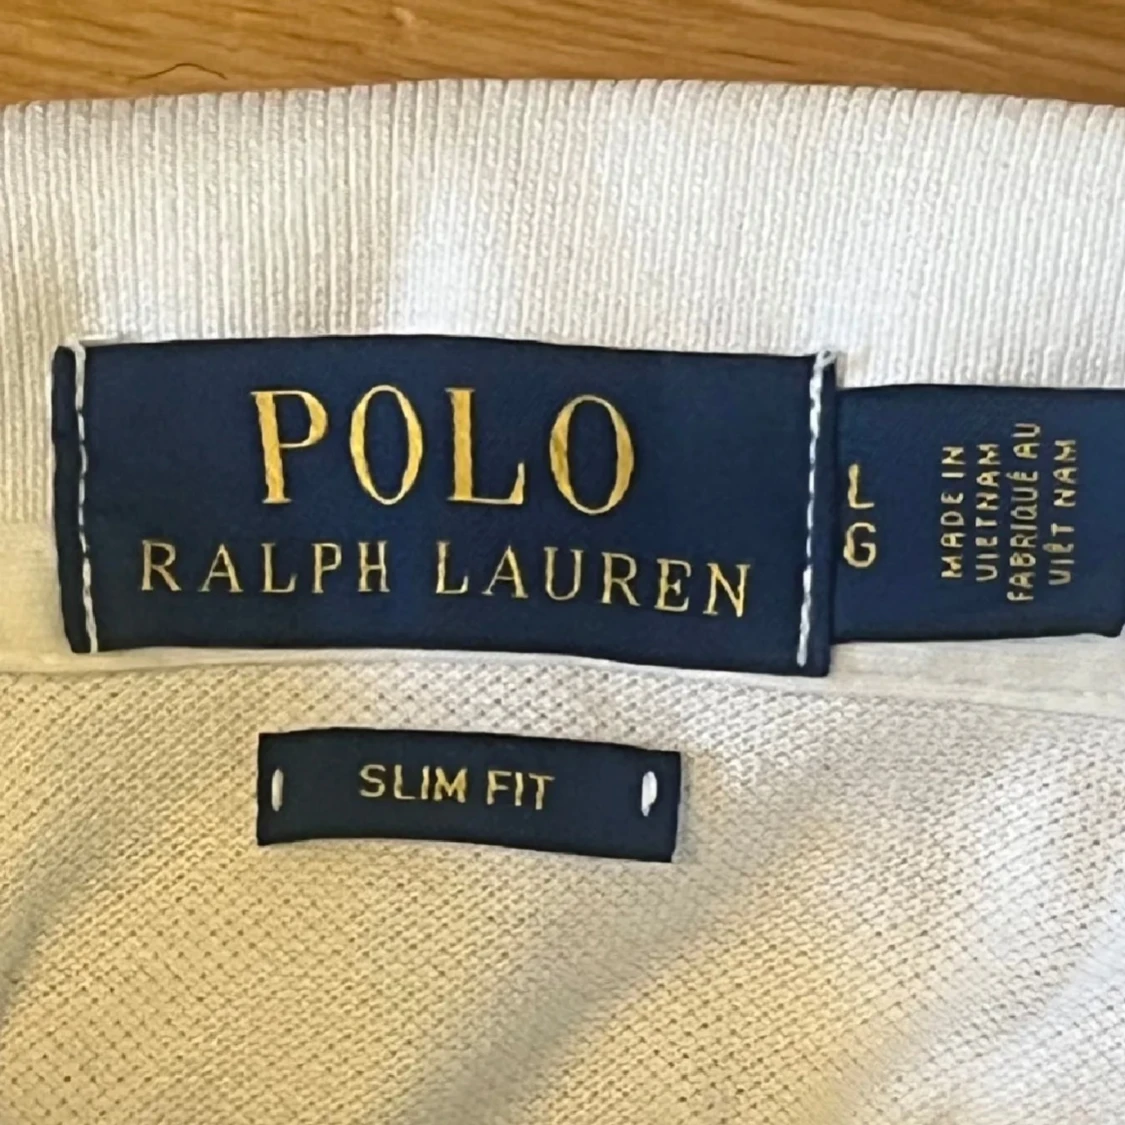 POLO
RALPH LAUREN
L
G
MADE IN
VIETNAM
FABRIQUÉ AU
VIÊT NAM
SLIM FIT